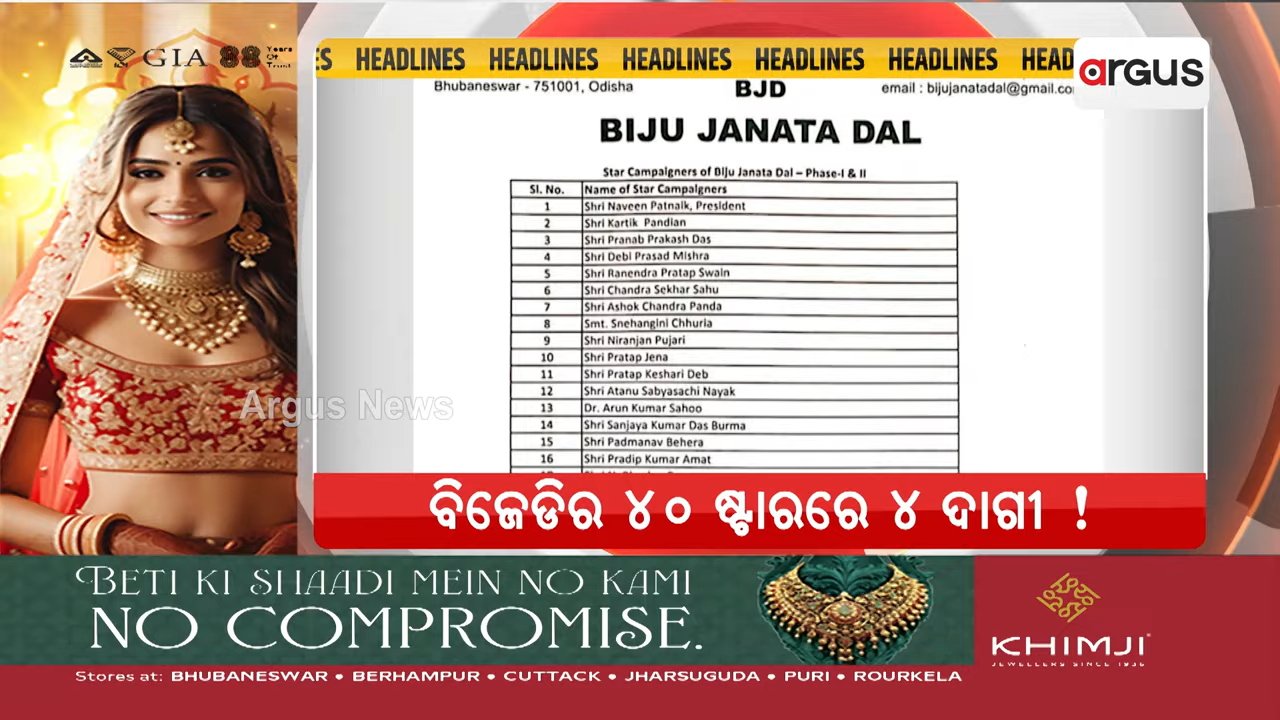 GIA 88 Years Of Trust
HEADLINES HEADLINES HEADLINES HEADLINES HEADLINES
argus
Bhubaneswar - 751001, Odisha
BJD
BIJU JANATA DAL
Star Campaigners of Biju Janata Dal – Phase-I & II
Sl. No. Name of Star Campaigners
1 Shri Naveen Patnaik, President
2 Shri Kartik Pandian
3 Shri Pranab Prakash Das
4 Shri Debi Prasad Mishra
5 Shri Ranendra Pratap Swain
6 Shri Chandra Sekhar Sahu
7 Shri Ashok Chandra Panda
8 Smt. Snehangini Chhuria
9 Shri Niranjan Pujari
10 Shri Pratap Jena
11 Shri Pratap Keshari Deb
12 Shri Atanu Sabyasachi Nayak
13 Dr. Arun Kumar Sahoo
14 Shri Sanjaya Kumar Das Burma
15 Shri Padmanav Behera
16 Shri Pradip Kumar Amat
email : bijujanatadal@gmail.co
Argus News
ବିଜେଡିର ୪୦ ଷ୍ଟାରରେ ୪ ଦାଗୀ !
BETI KI SHAADI MEIN NO KAMI
NO COMPROMISE.
KHIMJI
JEWELLERS SINCE 1936
Stores at: BHUBANESWAR • BERHAMPUR • CUTTACK • JHARSUGUDA • PURI • ROURKELA